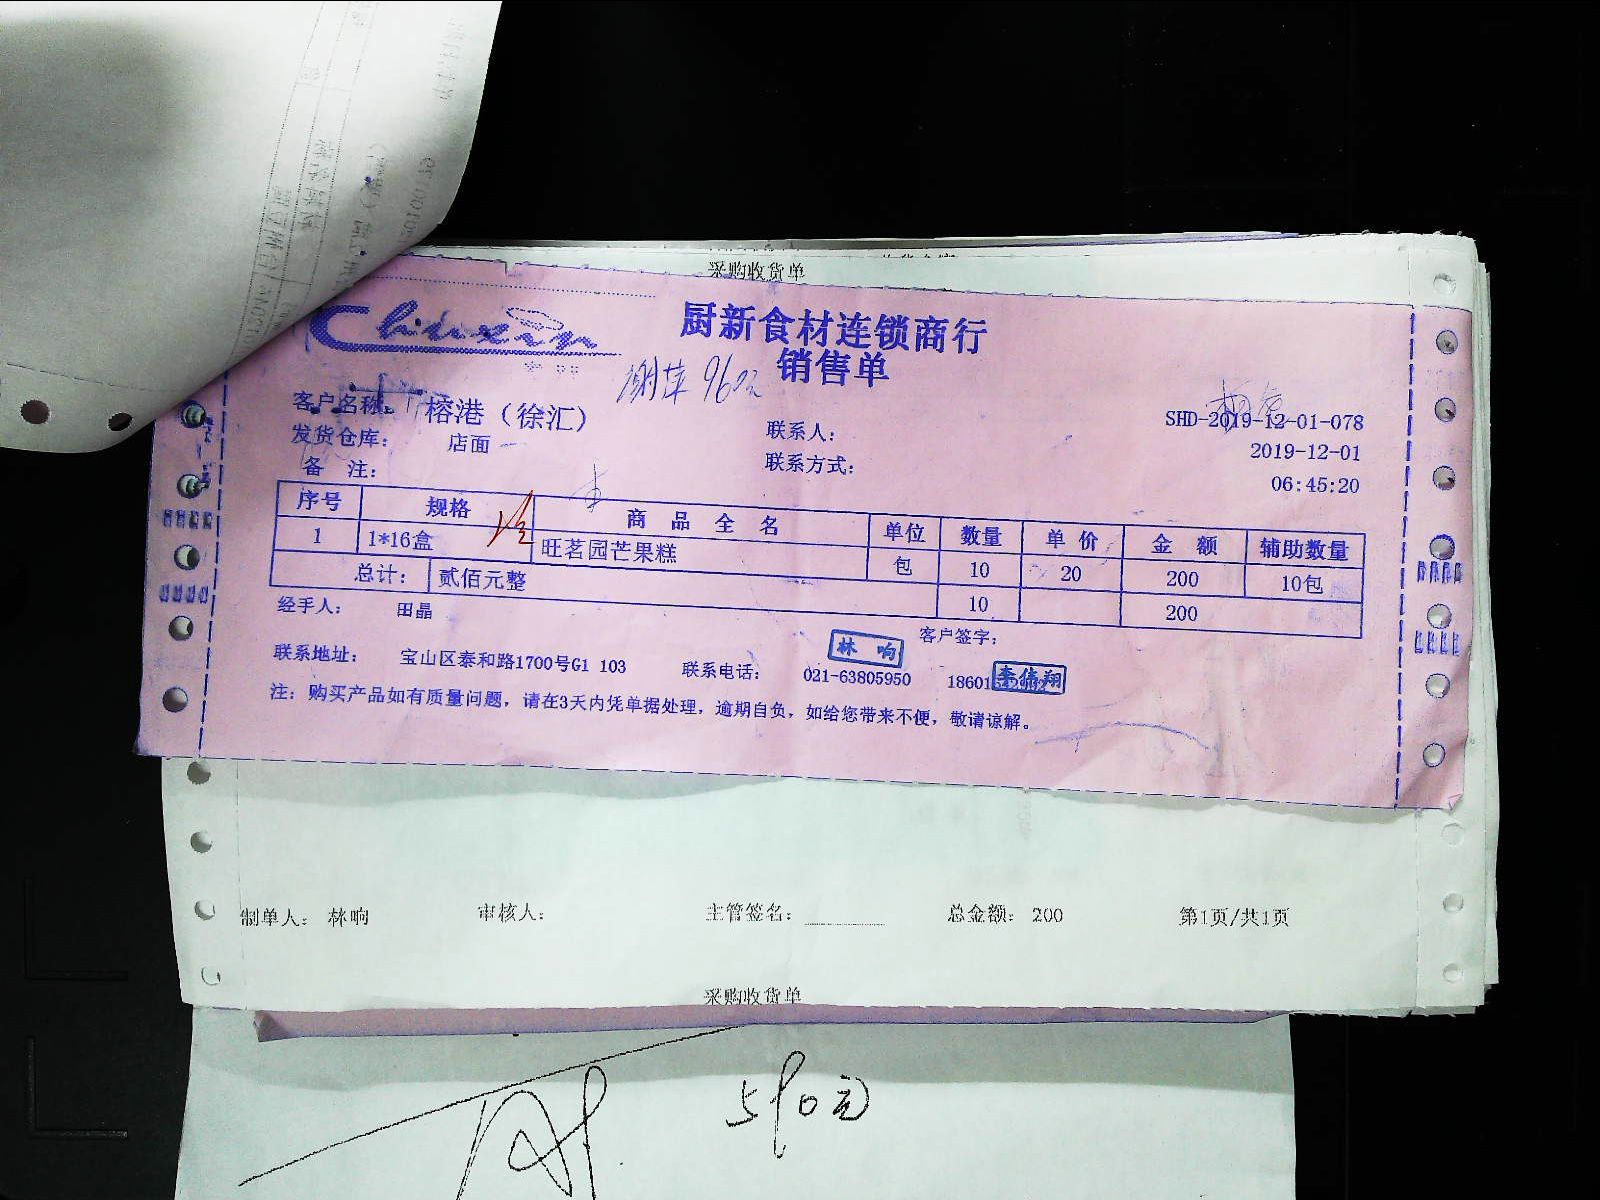 采购收货单
Chuxin
厨新食材连锁商行
销售单
客户名称: 榕港（徐汇）
SHD-2019-12-01-078
发货仓库: 店面
联系人:
2019-12-01
备 注:
联系方式:
06:45:20
序号 规格 商品全名 单位 数量 单价 金额 辅助数量
1 1*16盒 旺茗园芒果糕 包 10 20 200 10包
总计: 贰佰元整 10 200
经手人: 田晶
客户签字:
林响
联系地址: 宝山区泰和路1700号G1 103 联系电话: 021-63805950 18601
李倩翔
注: 购买产品如有质量问题, 请在3天内凭单据处理, 逾期自负, 如给您带来不便, 敬请谅解。
制单人: 林响 审核人: 主管签名: 总金额: 200 第1页/共1页
采购收货单
590元